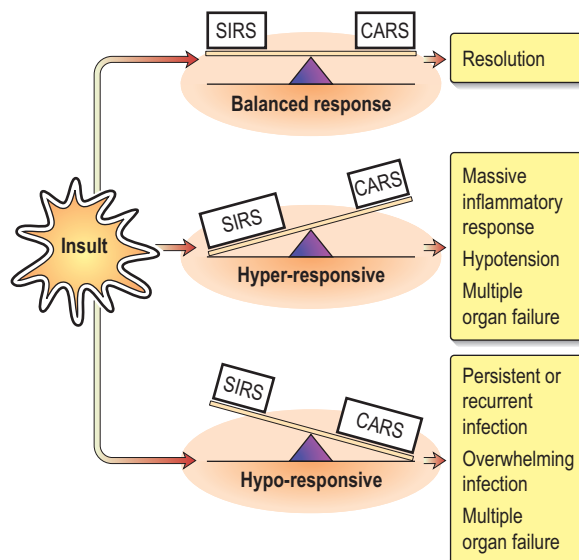 SIRS
CARS
Balanced response
Resolution
Insult
SIRS
CARS
Hyper-responsive
Massive
inflammatory
response
Hypotension
Multiple
organ failure
SIRS
CARS
Hypo-responsive
Persistent or
recurrent
infection
Overwhelming
infection
Multiple
organ failure